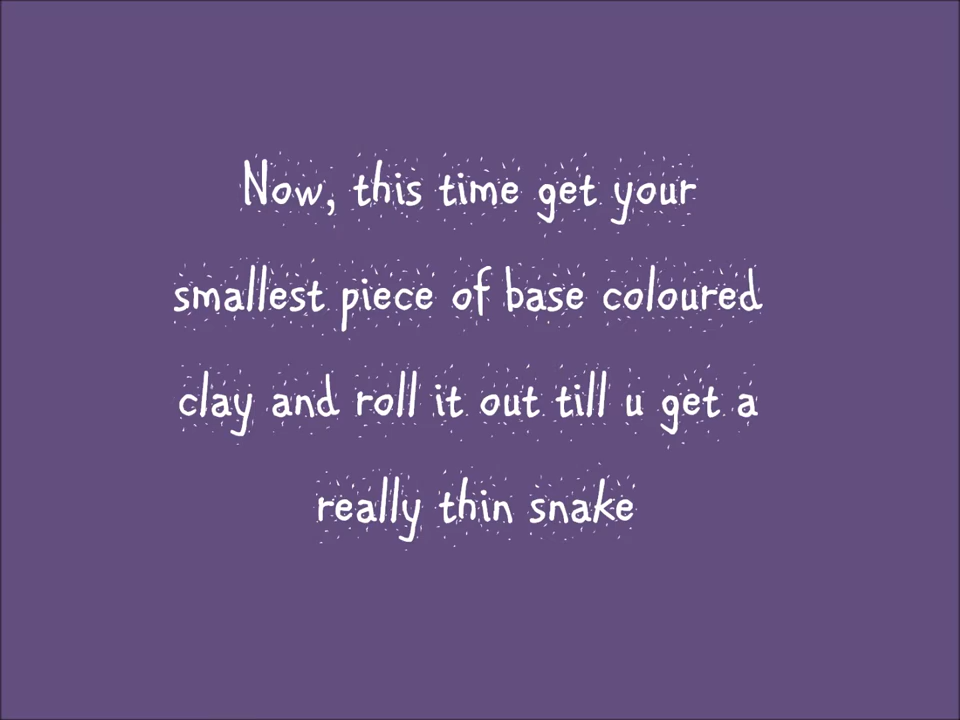 Now, this time get your
smallest piece of base coloured
clay and roll it out till u get a
really thin snake